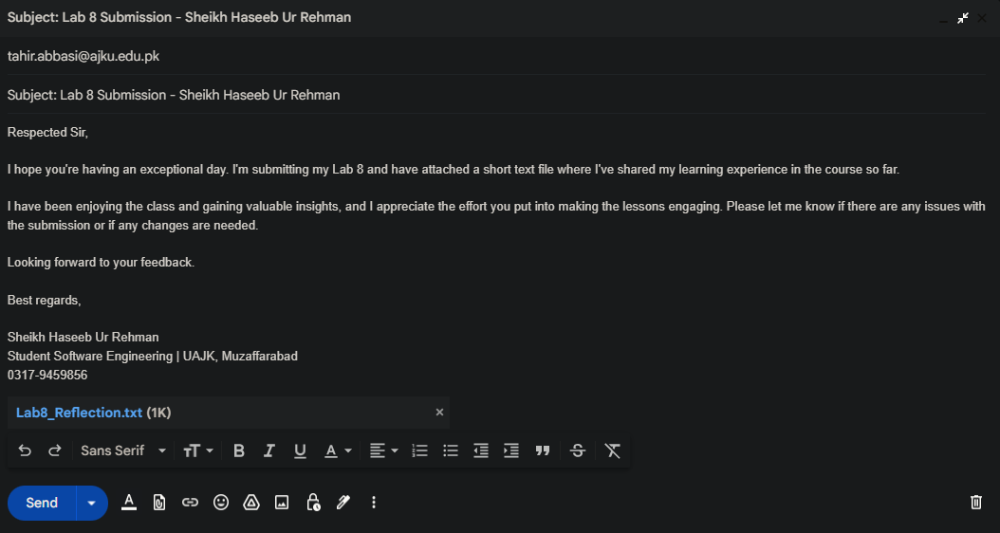 Subject: Lab 8 Submission - Sheikh Haseeb Ur Rehman
tahir.abbasi@ajku.edu.pk
Subject: Lab 8 Submission - Sheikh Haseeb Ur Rehman
Respected Sir,
I hope you're having an exceptional day. I'm submitting my Lab 8 and have attached a short text file where I've shared my learning experience in the course so far.
I have been enjoying the class and gaining valuable insights, and I appreciate the effort you put into making the lessons engaging. Please let me know if there are any issues with
the submission or if any changes are needed.
Looking forward to your feedback.
Best regards,
Sheikh Haseeb Ur Rehman
Student Software Engineering | UAJK, Muzaffarabad
0317-9459856
Lab8_Reflection.txt (1K)
Sans Serif
Send